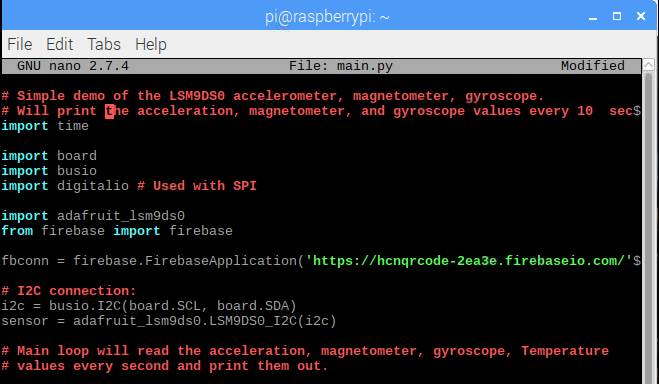 pi@raspberrypi: ~
File Edit Tabs Help
GNU nano 2.7.4 File: main.py Modified
# Simple demo of the LSM9DS0 accelerometer, magnetometer, gyroscope.
# Will print the acceleration, magnetometer, and gyroscope values every 10  sec$
import time
import board
import busio
import digitalio # Used with SPI
import adafruit_lsm9ds0
from firebase import firebase
fbconn = firebase.FirebaseApplication('https://hcnqrcode-2ea3e.firebaseio.com/'$
# I2C connection:
i2c = busio.I2C(board.SCL, board.SDA)
sensor = adafruit_lsm9ds0.LSM9DS0_I2C(i2c)
# Main loop will read the acceleration, magnetometer, gyroscope, Temperature
# values every second and print them out.